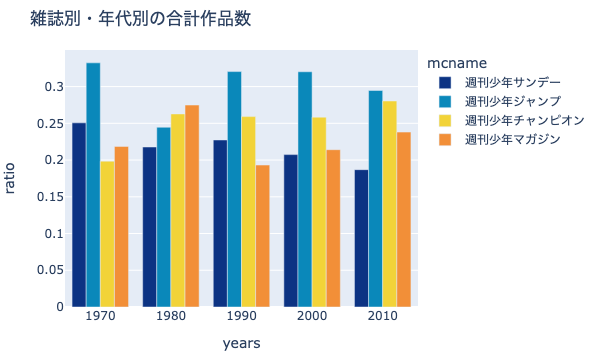 雑誌別・年代別の合計作品数
mcname
週刊少年サンデー
週刊少年ジャンプ
週刊少年チャンピオン
週刊少年マガジン
ratio
0.3
0.25
0.2
0.15
0.1
0.05
0
1970
1980
1990
2000
2010
years